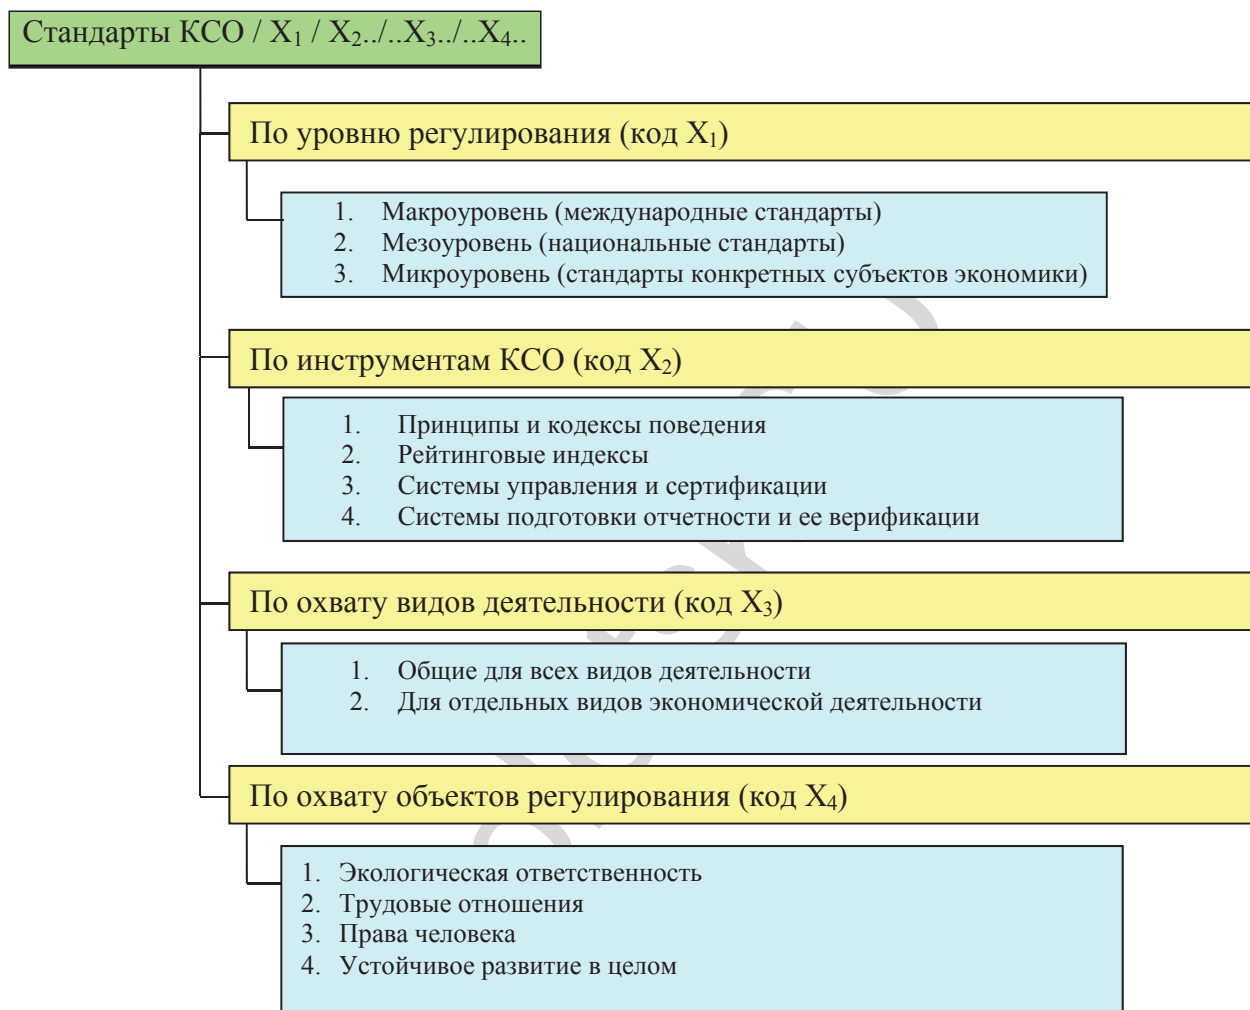 Стандарты КСО / X₁ / X₂../..X₃../..X₄..
По уровню регулирования (код X₁)
1. Макроуровень (международные стандарты)
2. Мезоуровень (национальные стандарты)
3. Микроуровень (стандарты конкретных субъектов экономики)
По инструментам КСО (код X₂)
1. Принципы и кодексы поведения
2. Рейтинговые индексы
3. Системы управления и сертификации
4. Системы подготовки отчетности и ее верификации
По охвату видов деятельности (код X₃)
1. Общие для всех видов деятельности
2. Для отдельных видов экономической деятельности
По охвату объектов регулирования (код X₄)
1. Экологическая ответственность
2. Трудовые отношения
3. Права человека
4. Устойчивое развитие в целом